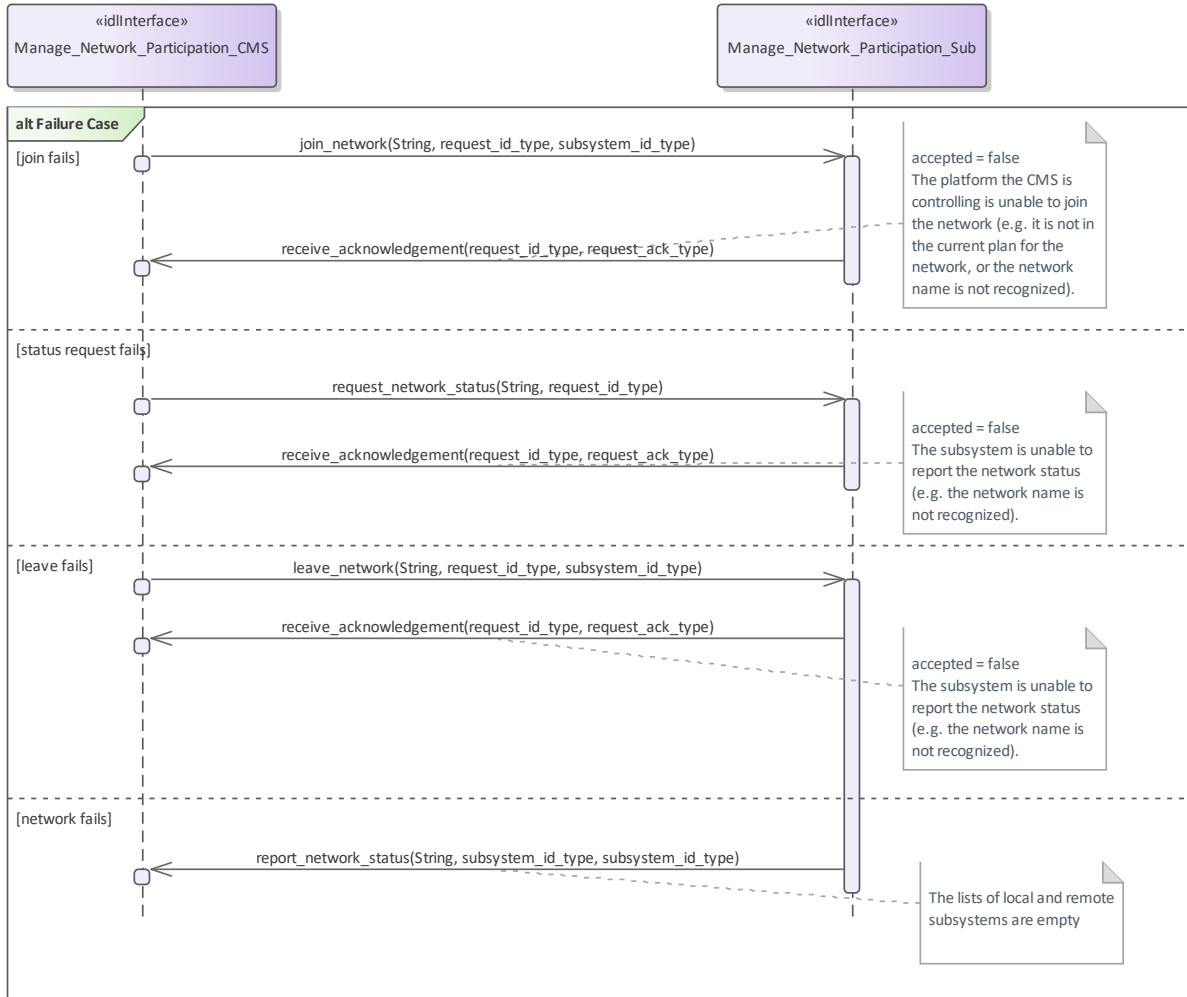 «idlInterface»
Manage_Network_Participation_CMS
«idlInterface»
Manage_Network_Participation_Sub
alt Failure Case
[join fails]
join_network(String, request_id_type, subsystem_id_type)
receive_acknowledgement(request_id_type, request_ack_type)
accepted = false
The platform the CMS is
controlling is unable to join
the network (e.g. it is not in
the current plan for the
network, or the network
name is not recognized).
[status request fails]
request_network_status(String, request_id_type)
receive_acknowledgement(request_id_type, request_ack_type)
accepted = false
The subsystem is unable to
report the network status
(e.g. the network name is
not recognized).
[leave fails]
leave_network(String, request_id_type, subsystem_id_type)
receive_acknowledgement(request_id_type, request_ack_type)
accepted = false
The subsystem is unable to
report the network status
(e.g. the network name is
not recognized).
[network fails]
report_network_status(String, subsystem_id_type, subsystem_id_type)
The lists of local and remote
subsystems are empty